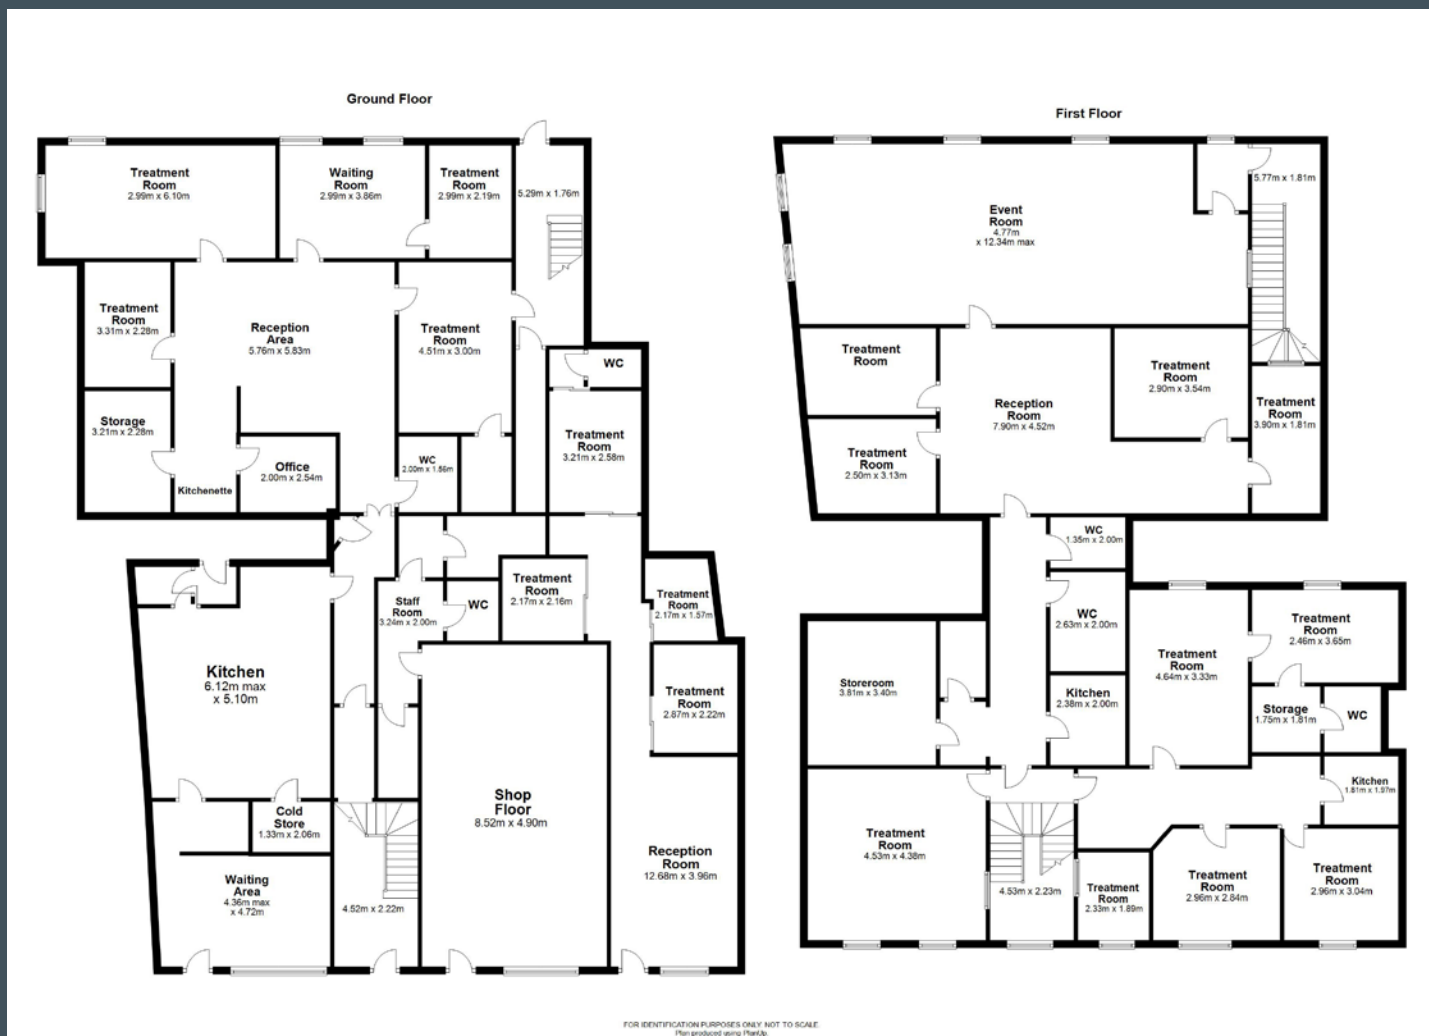 Ground Floor
Treatment
Room
2.99m x 6.10m
Waiting
Room
2.99m x 3.86m
Treatment
Room
2.99m x 2.19m
5.29m x 1.76m
Treatment
Room
3.31m x 2.28m
Reception
Area
5.76m x 5.83m
Treatment
Room
4.51m x 3.00m
WC
Storage
3.21m x 2.28m
Treatment
Room
3.21m x 2.58m
Office
2.00m x 2.54m
WC
2.00m x 1.56m
Kitchenette
Treatment
Room
2.17m x 2.16m
Treatment
Room
2.17m x 1.57m
Staff
Room
3.24m x 2.00m
WC
Kitchen
6.12m max
x 5.10m
Treatment
Room
2.87m x 2.22m
Shop
Floor
8.52m x 4.90m
Cold
Store
1.33m x 2.06m
Reception
Room
12.68m x 3.96m
Waiting
Area
4.36m max
x 4.72m
4.52m x 2.22m
First Floor
5.77m x 1.81m
Event
Room
4.77m
x 12.34m max
Treatment
Room
Treatment
Room
2.90m x 3.54m
Reception
Room
7.90m x 4.52m
Treatment
Room
3.90m x 1.81m
Treatment
Room
2.50m x 3.13m
WC
1.35m x 2.00m
WC
2.63m x 2.00m
Treatment
Room
2.46m x 3.65m
Treatment
Room
4.64m x 3.33m
Storeroom
3.81m x 3.40m
Kitchen
2.38m x 2.00m
Storage
1.75m x 1.81m
WC
Kitchen
1.81m x 1.97m
Treatment
Room
4.53m x 4.38m
4.53m x 2.23m
Treatment
Room
2.33m x 1.89m
Treatment
Room
2.96m x 2.84m
Treatment
Room
2.96m x 3.04m
FOR IDENTIFICATION PURPOSES ONLY NOT TO SCALE
Plan produced using PlanUp.